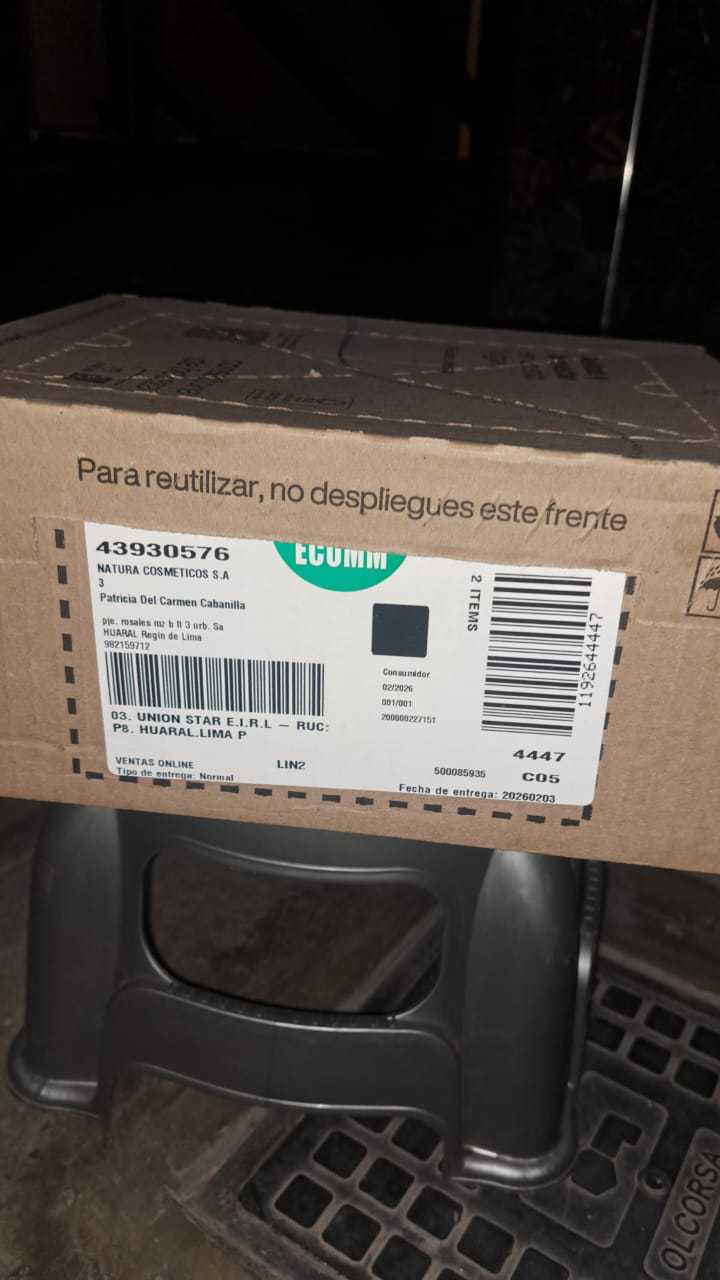 Para reutilizar, no despliegues este frente
43930576
NATURA COSMETICOS S.A
3
Patricia Del Carmen Cabanilla
pje. rosales mz b lt 3 urb. Sa
HUARAL Regin de Lima
982159712
03. UNION STAR E.I.R.L — RUC:
P8. HUARAL.LIMA P
VENTAS ONLINE
LIN2
Tipo de entrega: Normal
ECOMM
2 ITEMS
1192644447
Consumidor
02/2026
001/001
200000227151
4447
500085935
C05
Fecha de entrega: 20260203
OLCORSA